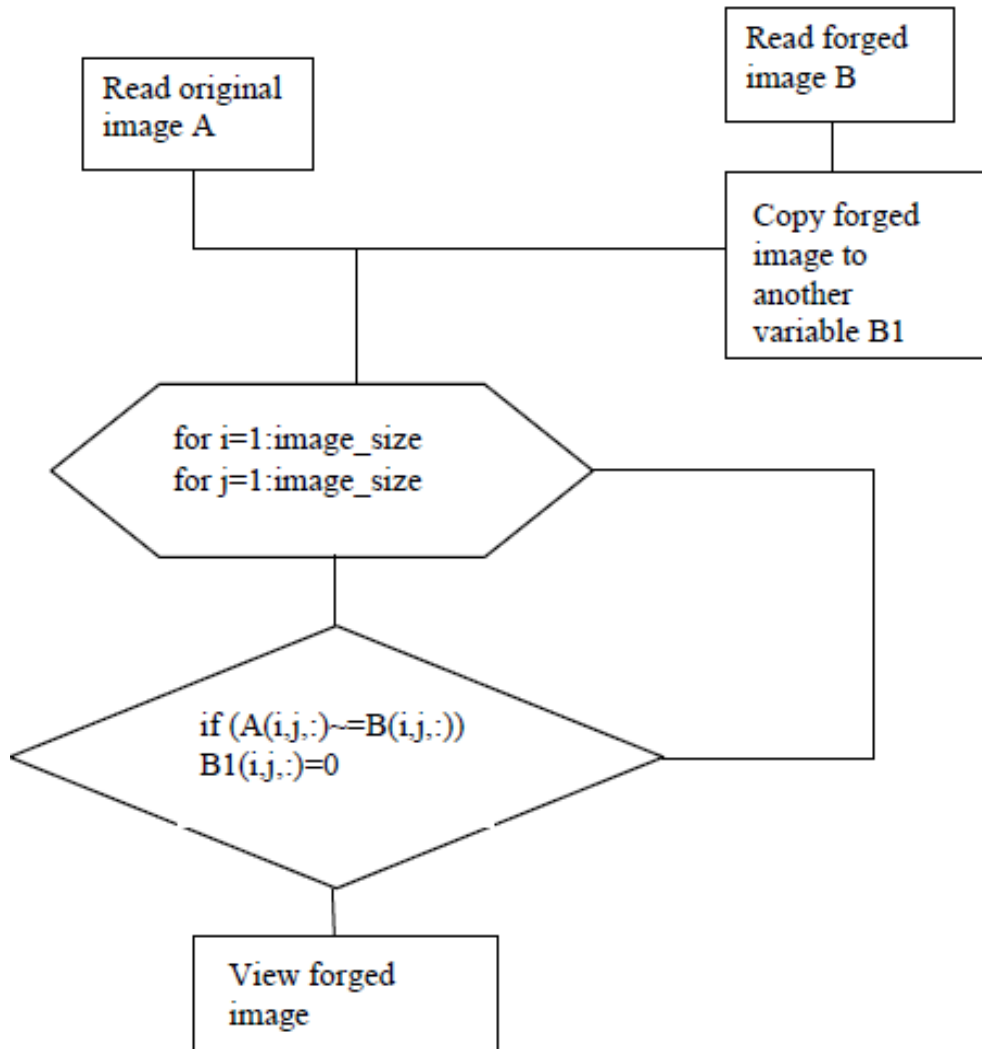 Read original
image A
Read forged
image B
Copy forged
image to
another
variable B1
for i=1:image_size
for j=1:image_size
if (A(i,j,:)~=B(i,j,:))
B1(i,j,:)=0
View forged
image